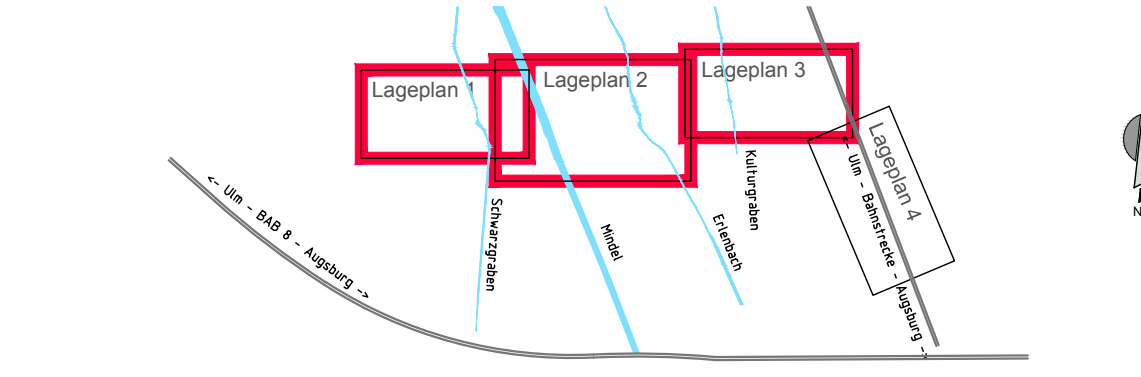 Lageplan 1
Lageplan 2
Lageplan 3
Lageplan 4
<- Ulm - BAB 8 - Augsburg ->
Schwarzgraben
Mindel
Erlenbach
Kulturgraben
<- Ulm - Bahnstrecke - Augsburg ->
N